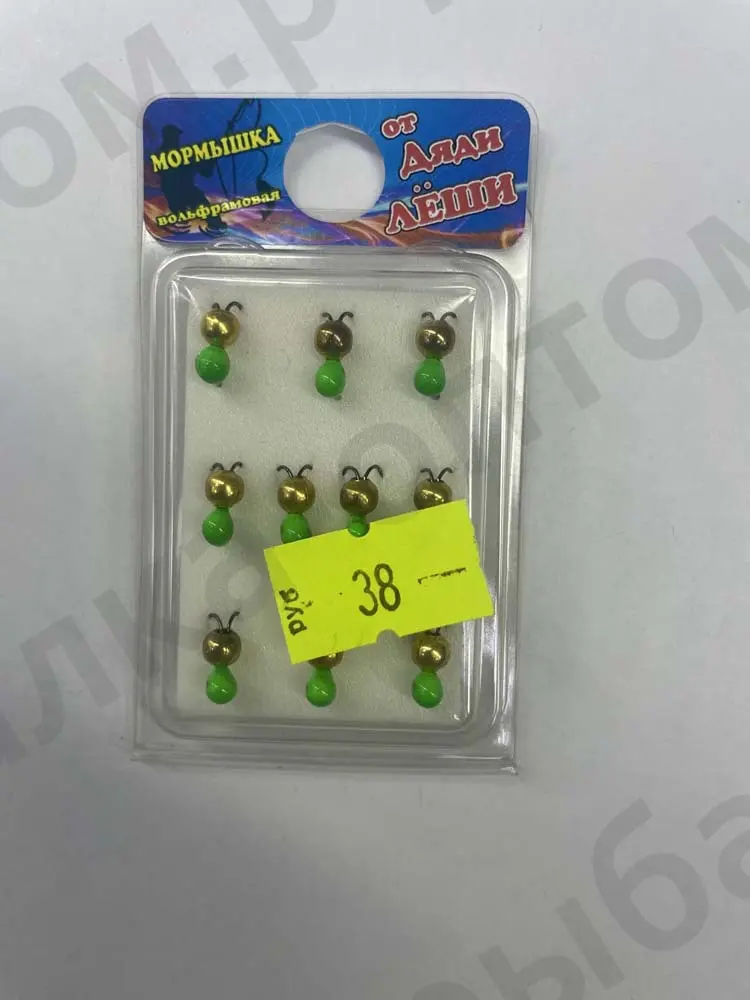 МОРМЫШКА
вольфрамовая
от
Дяди
ЛЁШИ
руб
38 —